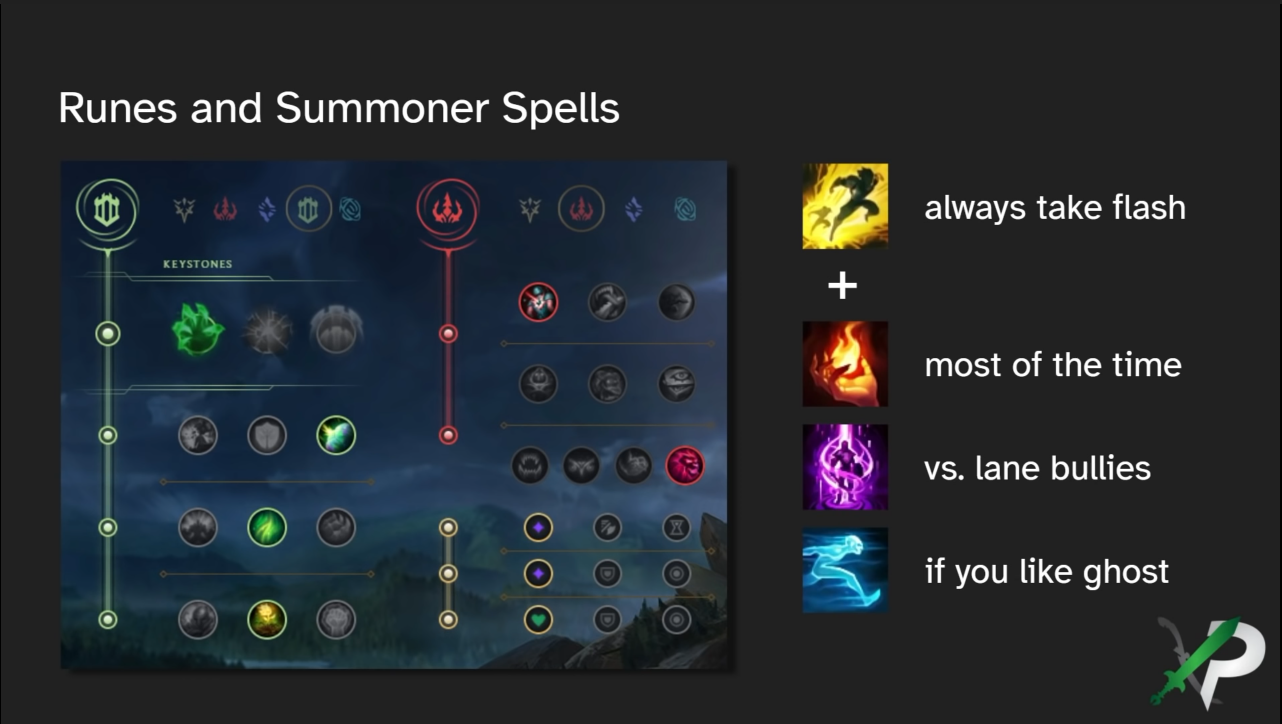 Runes and Summoner Spells
KEYSTONES
always take flash
+
most of the time
vs. lane bullies
if you like ghost
P